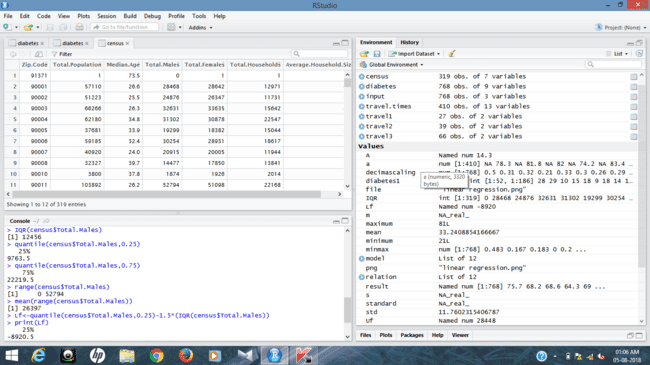 RStudio
File Edit Code View Plots Session Build Debug Profile Tools Help
Go to file/function
Addins
Project: (None)
diabetes diabetes census
Filter
Zip.Code Total.Population Median.Age Total.Males Total.Females Total.Households Average.Household.Siz
1 91371 1 73.5 0 1 1
2 90001 57110 26.6 28468 28642 12971
3 90002 51223 25.5 24876 26347 11731
4 90003 66266 26.3 32631 33635 15642
5 90004 62180 34.8 31302 30878 22547
6 90005 37681 33.9 19299 18382 15044
7 90006 59185 32.4 30254 28931 18617
8 90007 40920 24.0 20915 20005 11944
9 90008 32327 39.7 14477 17850 13841
10 90010 3800 37.8 1874 1926 2014
11 90011 103892 26.2 52794 51098 22168
Showing 1 to 12 of 319 entries
Console ~/
> IQR(census$Total.Males)
[1] 12456
> quantile(census$Total.Males,0.25)
25%
9763.5
> quantile(census$Total.Males,0.75)
75%
22219.5
> range(census$Total.Males)
[1] 0 52794
> mean(range(census$Total.Males))
[1] 26397
> Lf<-quantile(census$Total.Males,0.25)-1.5*(IQR(census$Total.Males))
> print(Lf)
25%
-8920.5
Environment History
Import Dataset
List
Global Environment
census 319 obs. of 7 variables
diabetes 768 obs. of 9 variables
input 768 obs. of 3 variables
travel.times 410 obs. of 13 variables
travel1 27 obs. of 2 variables
travel2 39 obs. of 2 variables
travel3 66 obs. of 2 variables
Values
A Named num 14.3
a num [1:410] NA 78.3 NA 81.8 NA 82 NA 74.2 NA 83.4 ...
decimascaling num [1:768] 0.5 0.31 0.32 0.21 0.33 0.3 0.26 0.29
diabetes1 int [1:52, 1:186] 28 29 10 15 18 9 18 14 1
a (numeric, 3320 bytes)
file "linear regression.png"
IQR int [1:319] 0 28468 24876 32631 31302 19299 30254
Lf Named num -8920
m NA_real_
maximum 81L
mean 33.2408854166667
minimum 21L
minmax num [1:768] 0.483 0.167 0.183 0 0.2 ...
model List of 12
png "linear regression.png"
relation List of 12
result Named num [1:768] 75.7 68.2 68.6 64.3 69 ...
s NA_real_
standard NA_real_
std 11.7602315406787
Uf Named num 28448
Files Plots Packages Help Viewer
01:06 AM
05-08-2018